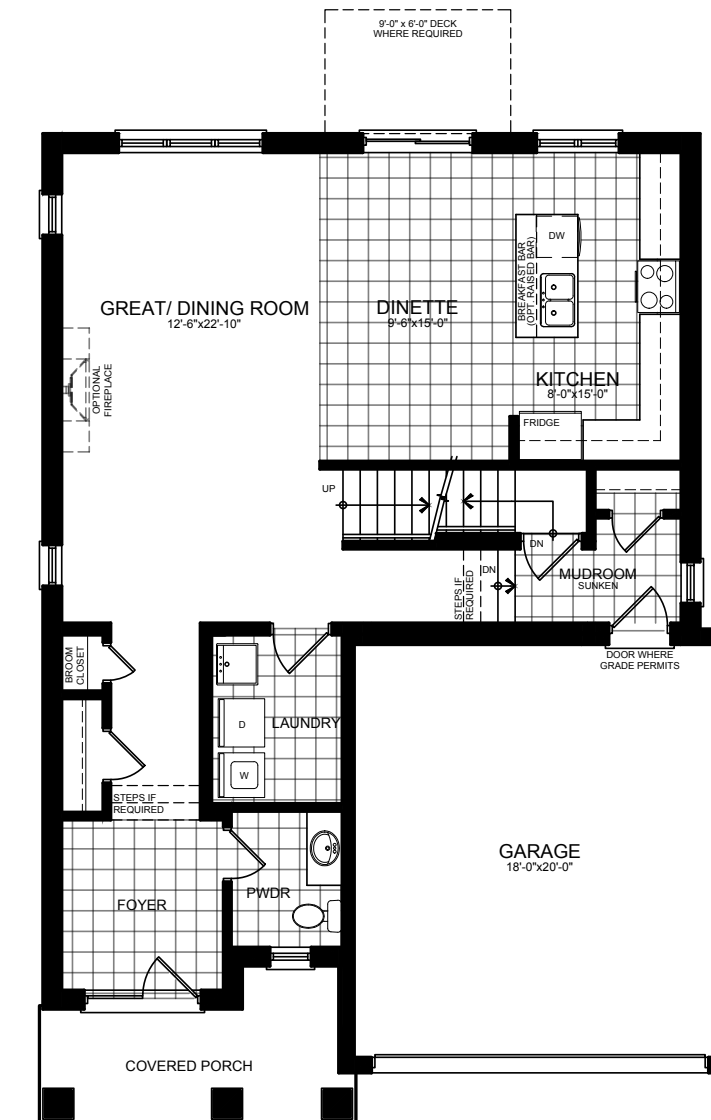 9'-0" x 6'-0" DECK
WHERE REQUIRED
GREAT/ DINING ROOM
12'-6"x22'-10"
DINETTE
9'-6"x15'-0"
DW
BREAKFAST BAR
(OPT. RAISED BAR)
KITCHEN
8'-0"x15'-0"
FRIDGE
OPTIONAL
FIREPLACE
UP
DN
DN
STEPS IF
REQUIRED
MUDROOM
SUNKEN
DOOR WHERE
GRADE PERMITS
BROOM
CLOSET
LAUNDRY
D
W
STEPS IF
REQUIRED
FOYER
PWDR
GARAGE
18'-0"x20'-0"
COVERED PORCH